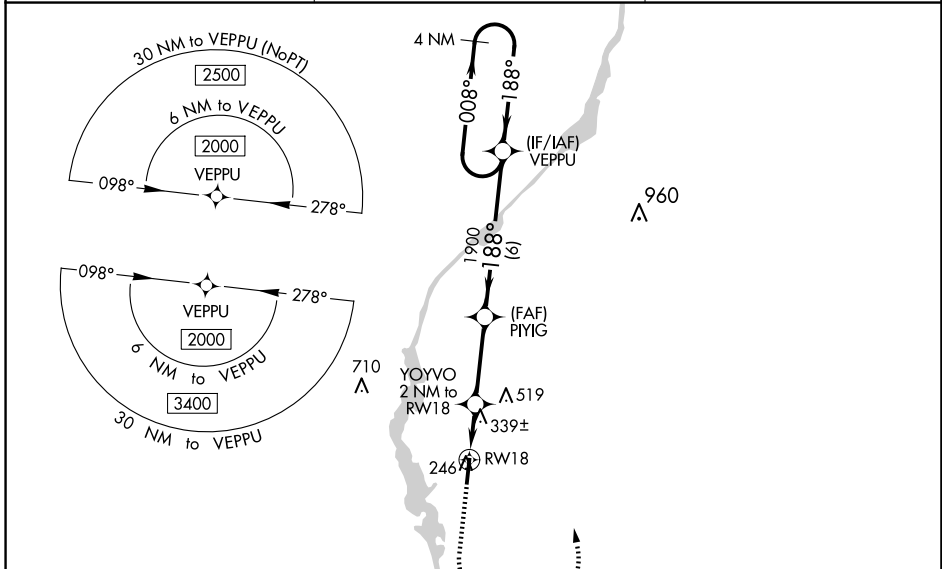 30 NM to VEPPU (NoPT)
2500
6 NM to VEPPU
2000
VEPPU
098°
278°
098°
278°
VEPPU
2000
6 NM to VEPPU
3400
30 NM to VEPPU
4 NM
008°
188°
(IF/IAF)
VEPPU
960
1900
188°
(6)
(FAF)
PIYIG
710
YOYVO
2 NM to
RW18
519
339±
246
RW18